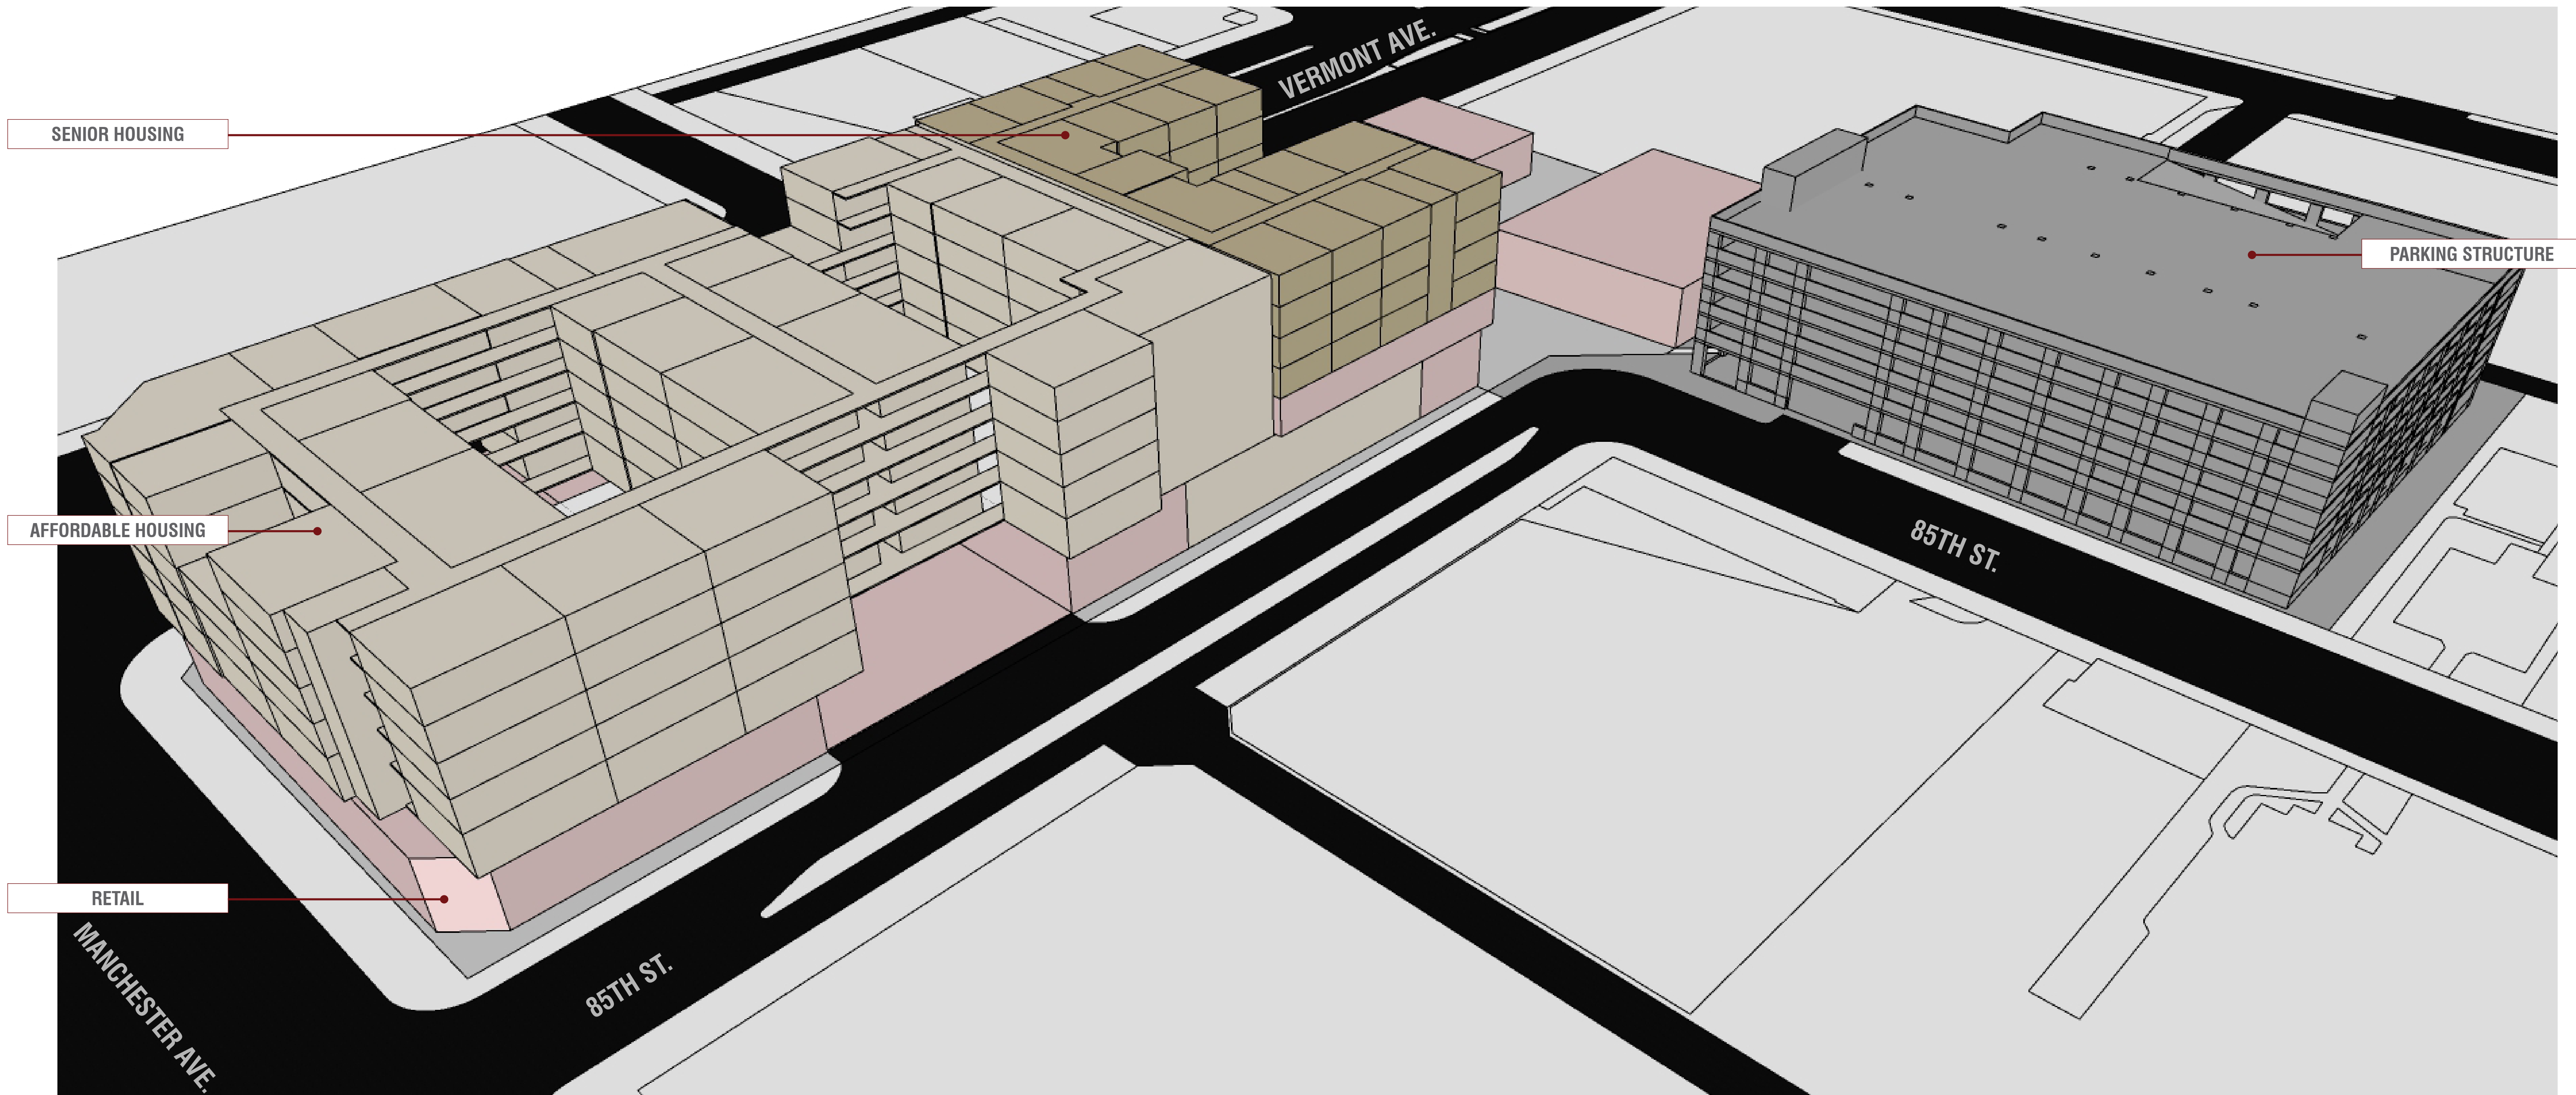 VERMONT AVE.
SENIOR HOUSING
PARKING STRUCTURE
AFFORDABLE HOUSING
85TH ST.
RETAIL
MANCHESTER AVE.
85TH ST.